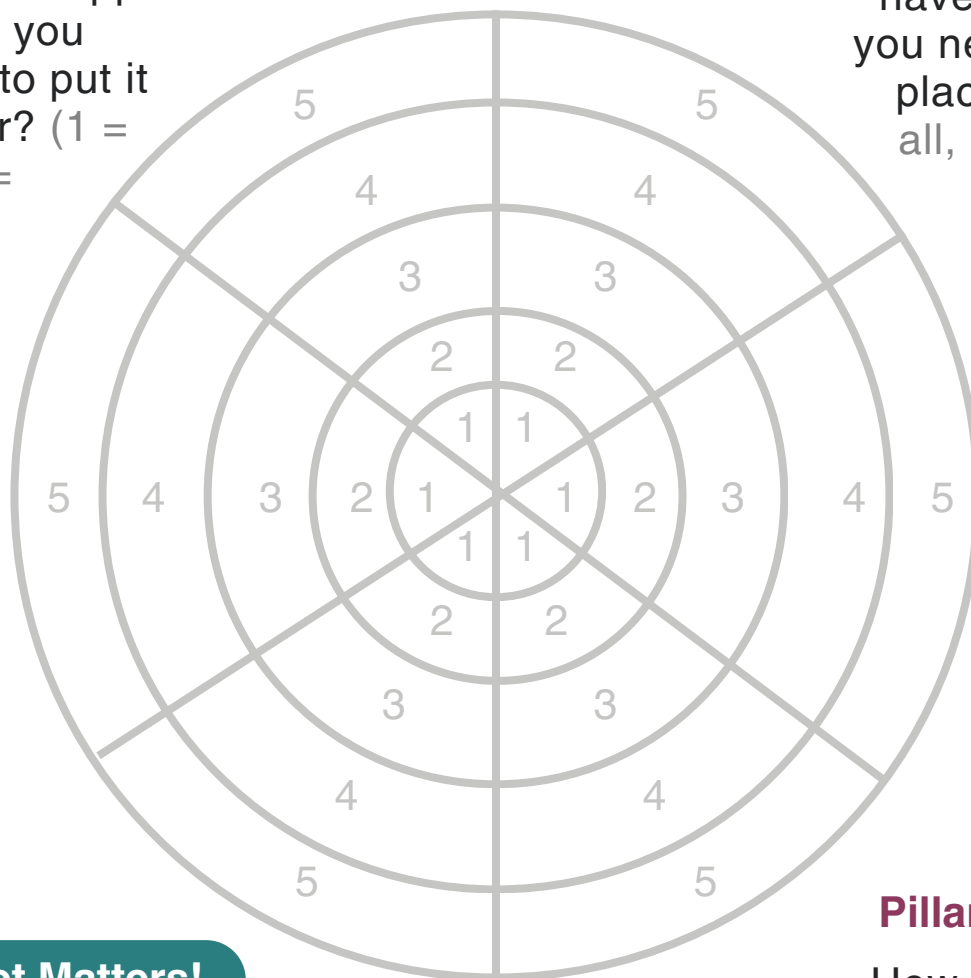 you
to put it
r? (1 =
=
have
you ne
plac
all,
5 5
4 4
3 3
2 2
1 1
5 4 3 2 1 1 2 3 4 5
1 1
2 2
3 3
4 4
5 5
Pillar
et Matters!
How